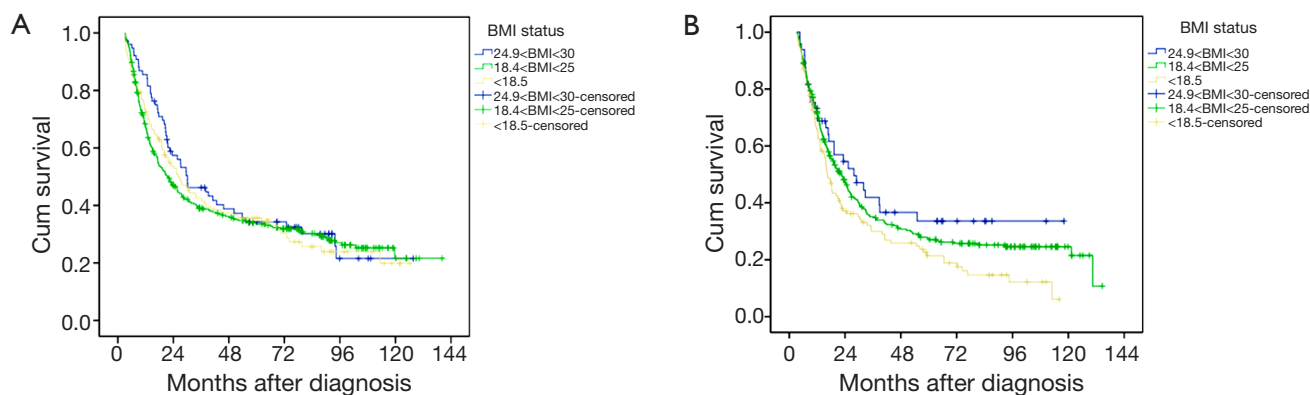 A
BMI status
24.9<BMI<30
18.4<BMI<25
<18.5
24.9<BMI<30-censored
18.4<BMI<25-censored
<18.5-censored
Cum survival
1.0
0.8
0.6
0.4
0.2
0.0
0 24 48 72 96 120 144
Months after diagnosis
B
BMI status
24.9<BMI<30
18.4<BMI<25
<18.5
24.9<BMI<30-censored
18.4<BMI<25-censored
<18.5-censored
Cum survival
1.0
0.8
0.6
0.4
0.2
0.0
0 24 48 72 96 120 144
Months after diagnosis